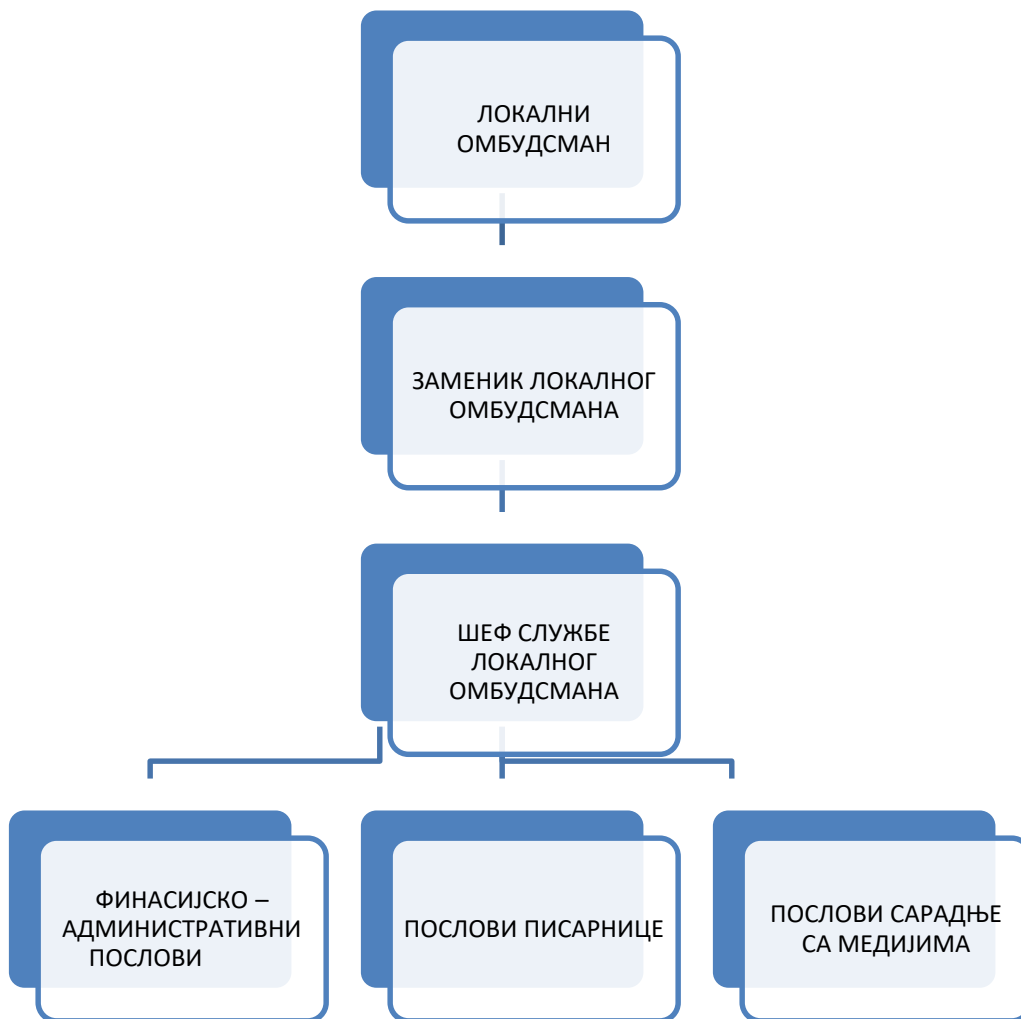 ЛОКАЛНИ
ОМБУДСМАН
ЗАМЕНИК ЛОКАЛНОГ
ОМБУДСМАНА
ШЕФ СЛУЖБЕ
ЛОКАЛНОГ
ОМБУДСМАНА
ФИНАСИЈСКО –
АДМИНИСТРАТИВНИ
ПОСЛОВИ
ПОСЛОВИ ПИСАРНИЦЕ
ПОСЛОВИ САРАДЊЕ
СА МЕДИЈИМА